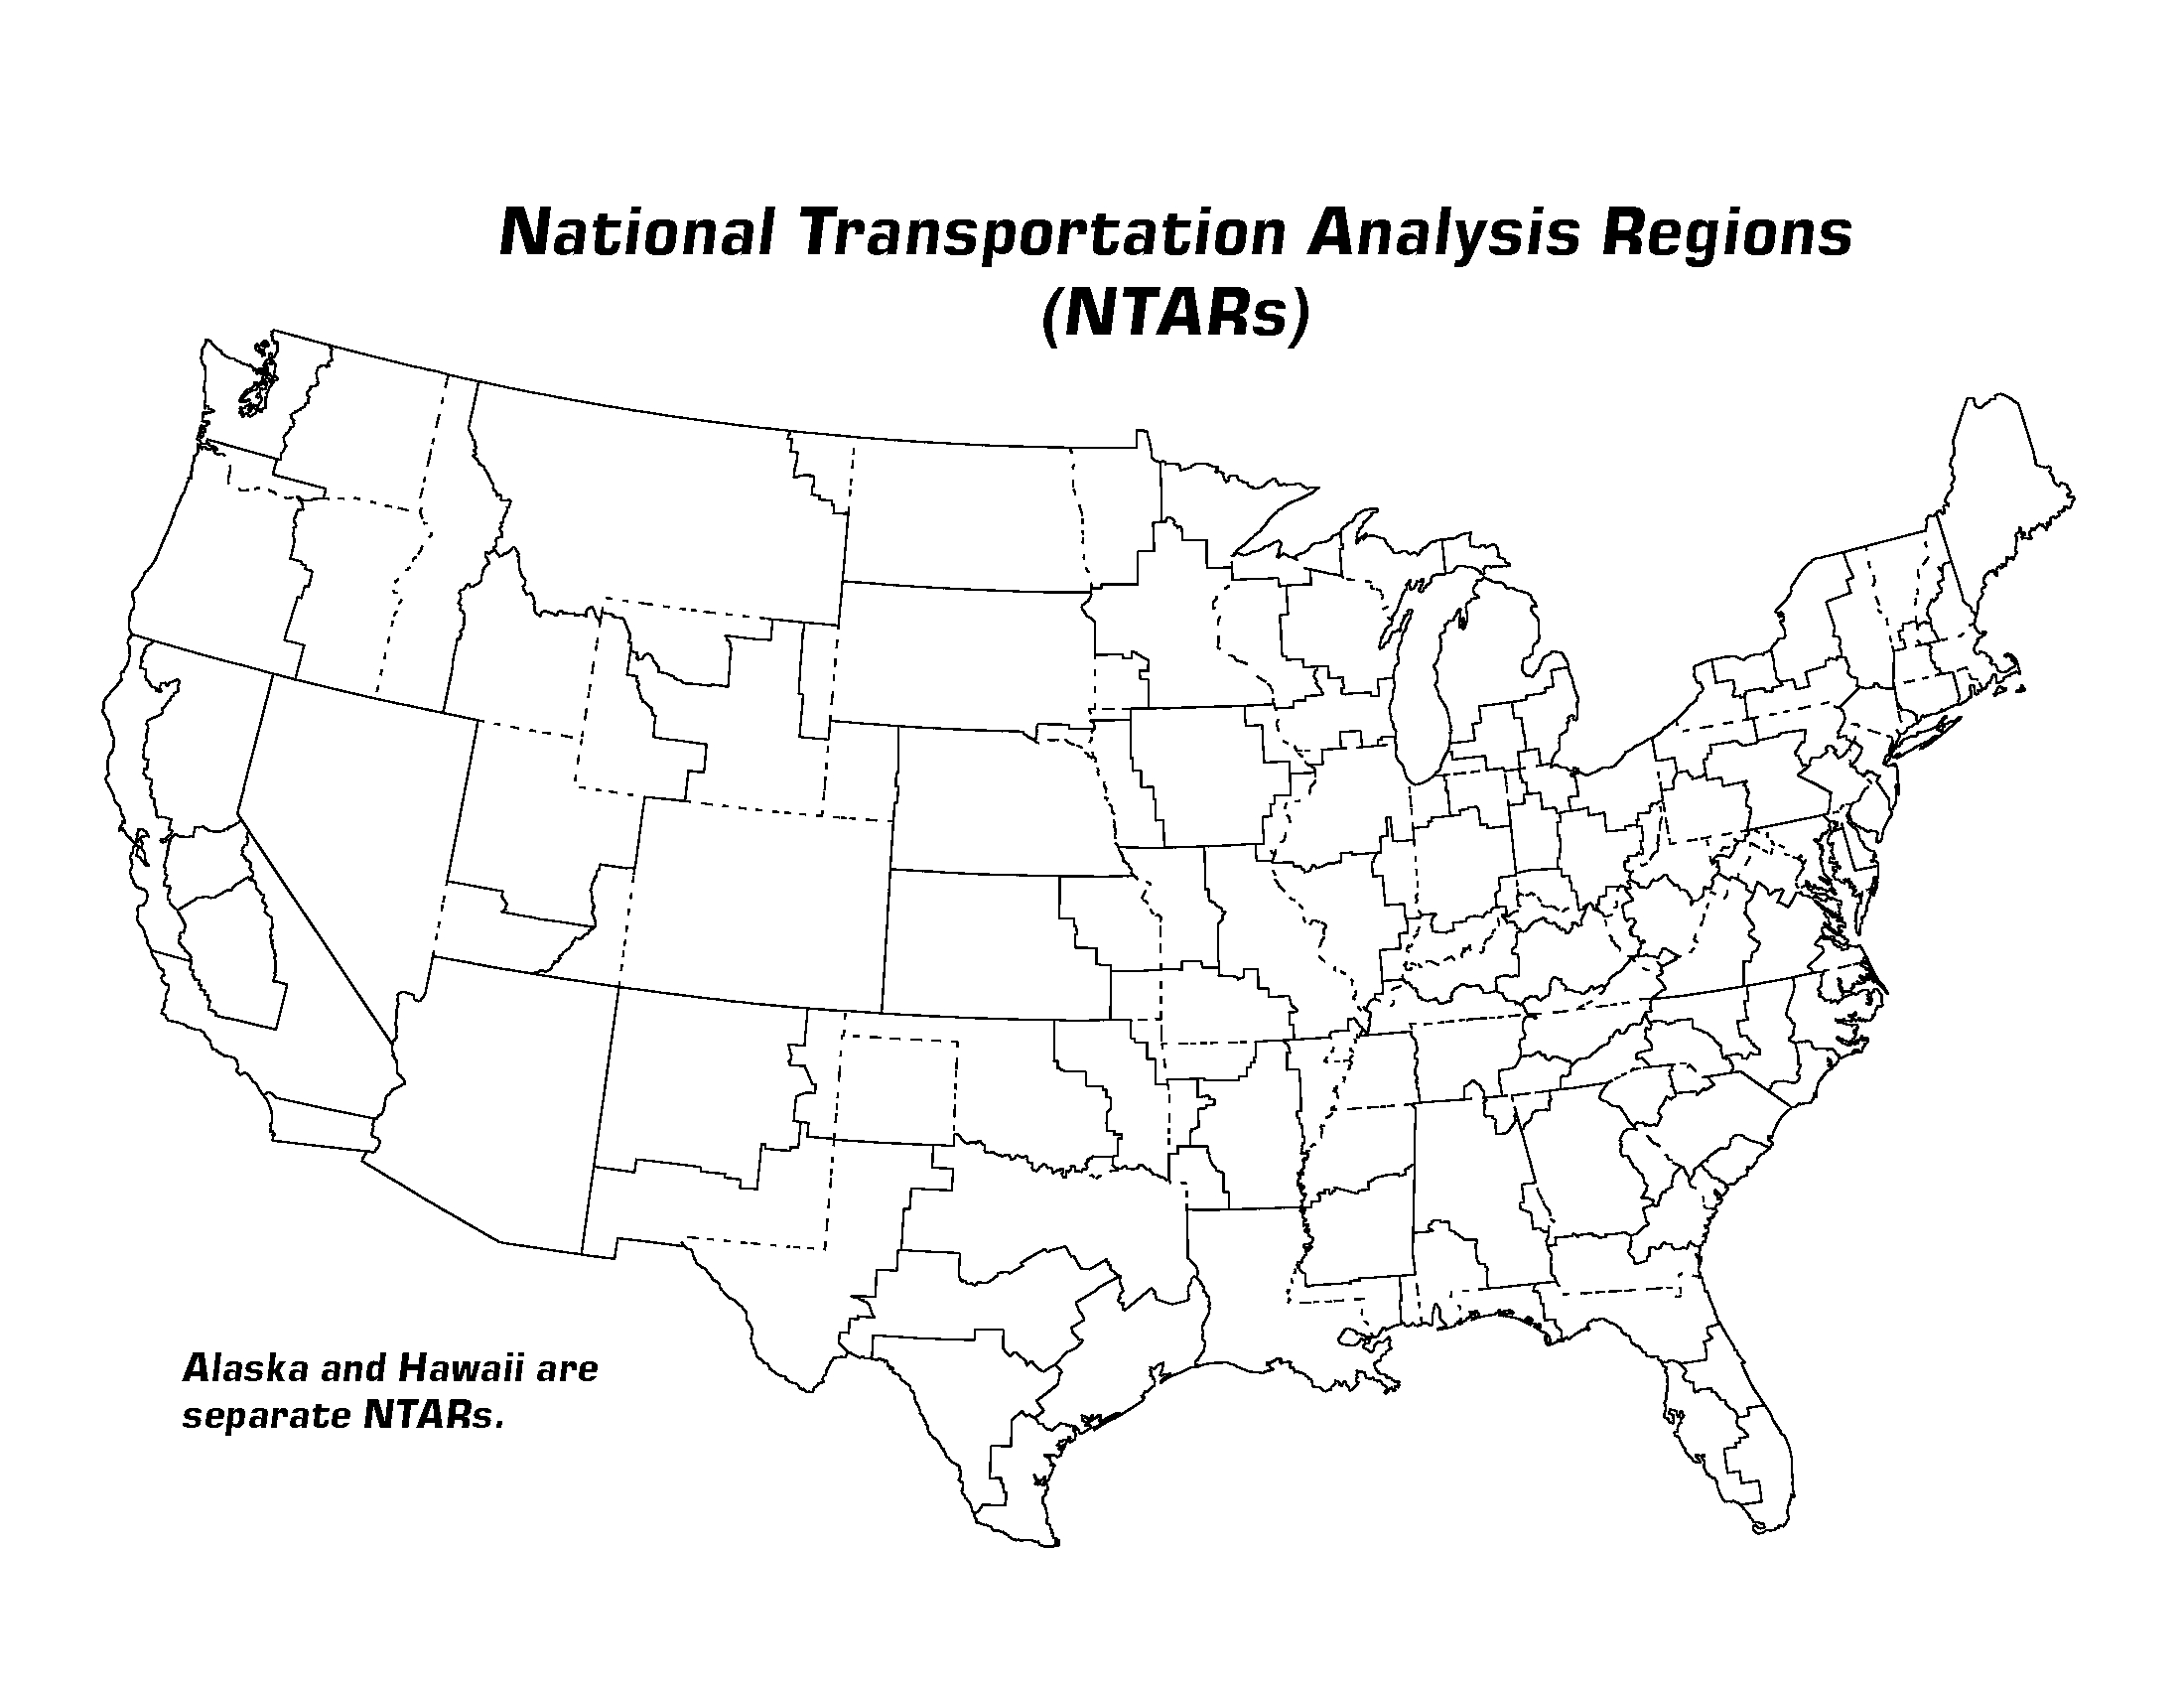 National Transportation Analysis Regions
(NTARs)
Alaska and Hawaii are
separate NTARs.